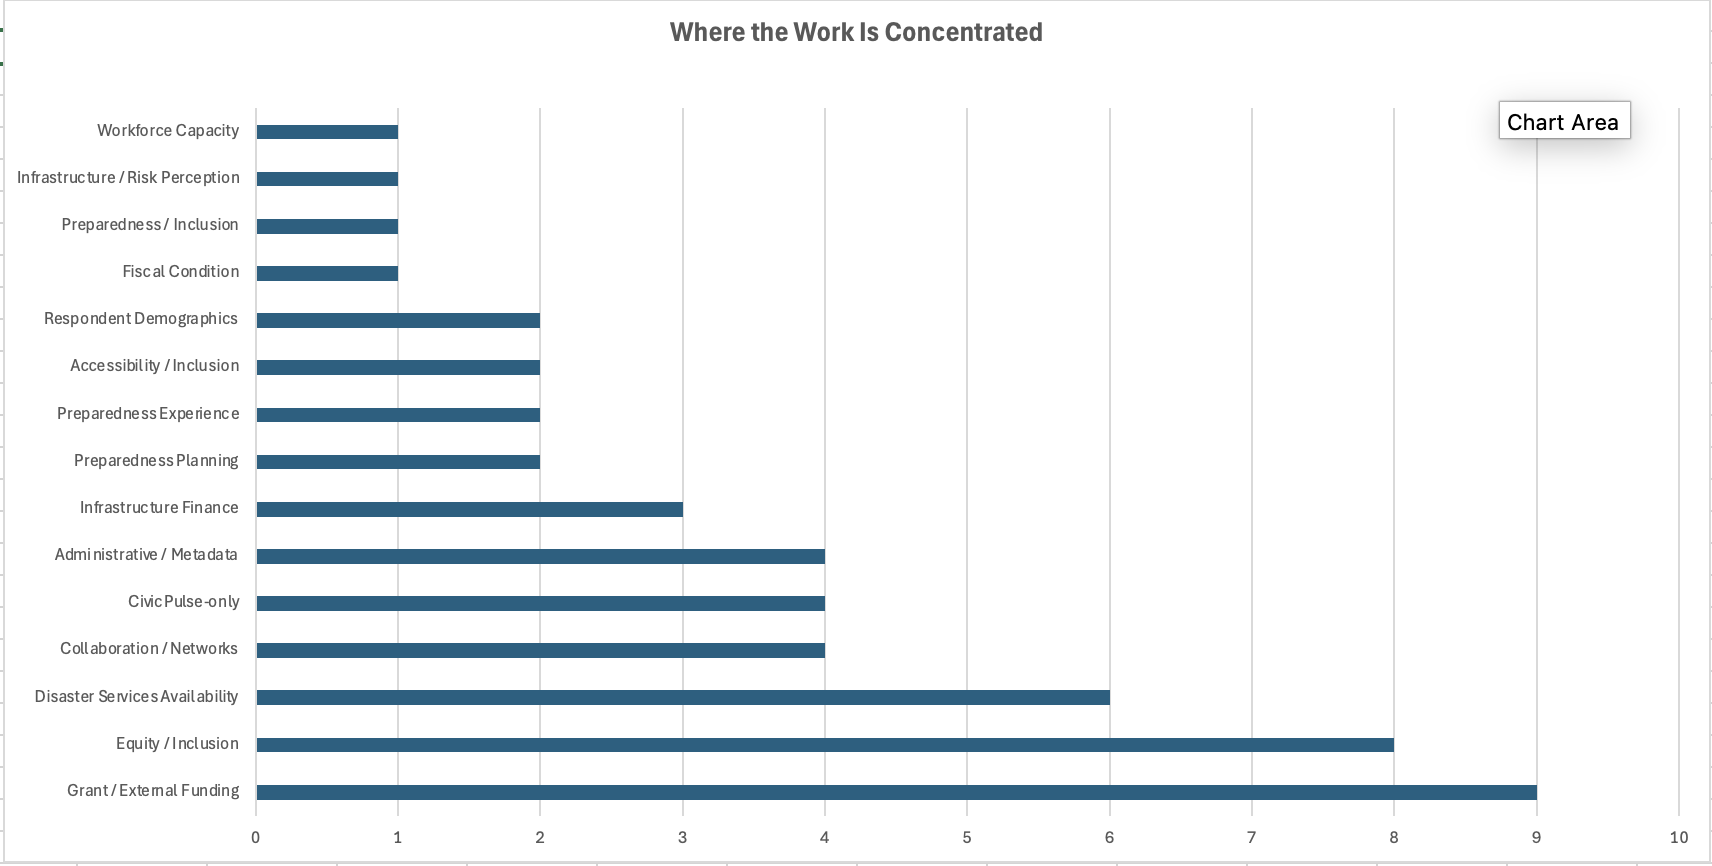 Where the Work Is Concentrated
Chart Area
Workforce Capacity
Infrastructure / Risk Perception
Preparedness / Inclusion
Fiscal Condition
Respondent Demographics
Accessibility / Inclusion
Preparedness Experience
Preparedness Planning
Infrastructure Finance
Administrative / Metadata
CivicPulse-only
Collaboration / Networks
Disaster Services Availability
Equity / Inclusion
Grant / External Funding
0 1 2 3 4 5 6 7 8 9 10